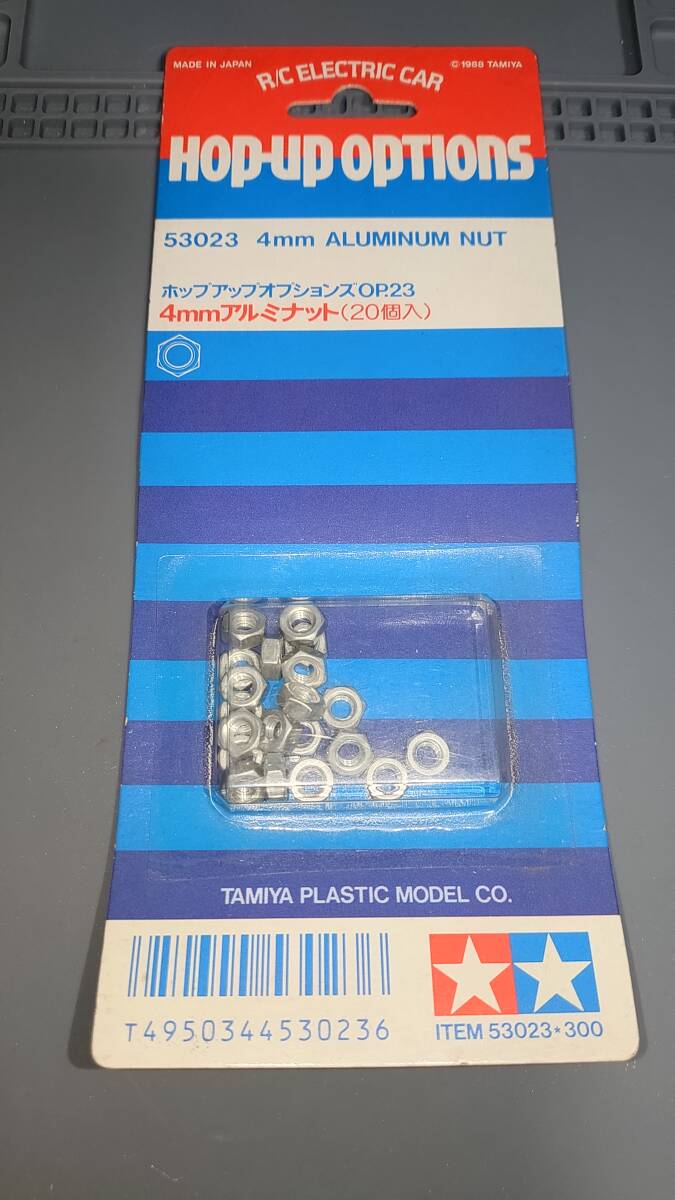 MADE IN JAPAN
R/C ELECTRIC CAR
©1988 TAMIYA
HOP-UP OPTIONS
53023 4mm ALUMINUM NUT
ホップアップオプションズOP.23
4mmアルミナット(20個入)
TAMIYA PLASTIC MODEL CO.
T4950344530236
ITEM 53023★300